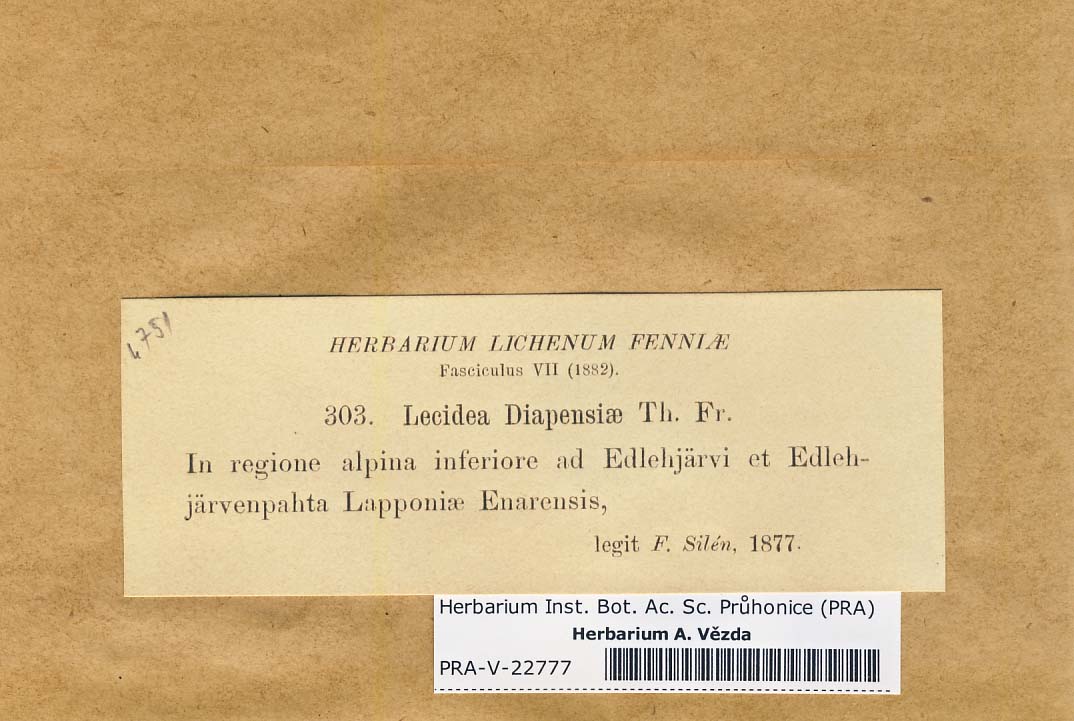 4751
HERBARIUM LICHENUM FENNIÆ
Fasciculus VII (1882).
303. Lecidea Diapensiæ Th. Fr.
In regione alpina inferiore ad Edlehjärvi et Edleh-
järvenpahta Lapponiæ Enarensis,
legit F. Silén, 1877.
Herbarium Inst. Bot. Ac. Sc. Průhonice (PRA)
Herbarium A. Vězda
PRA-V-22777